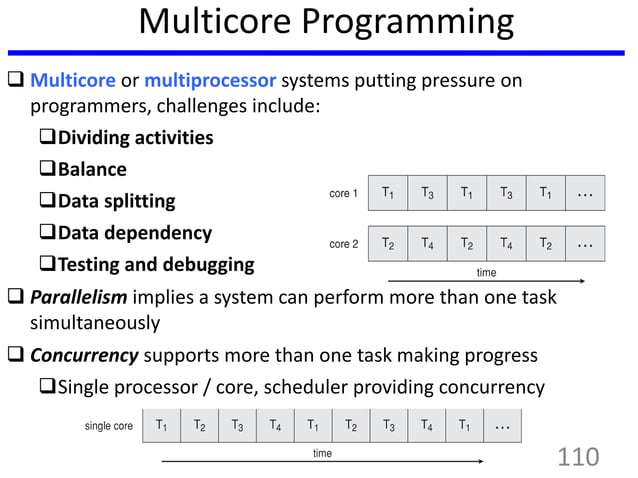 Multicore Programming
❑ Multicore or multiprocessor systems putting pressure on
programmers, challenges include:
❑Dividing activities
❑Balance
❑Data splitting
❑Data dependency
❑Testing and debugging
core 1 T1 T3 T1 T3 T1 …
core 2 T2 T4 T2 T4 T2 …
time
❑ Parallelism implies a system can perform more than one task
simultaneously
❑ Concurrency supports more than one task making progress
❑Single processor / core, scheduler providing concurrency
single core T1 T2 T3 T4 T1 T2 T3 T4 T1 …
time
110